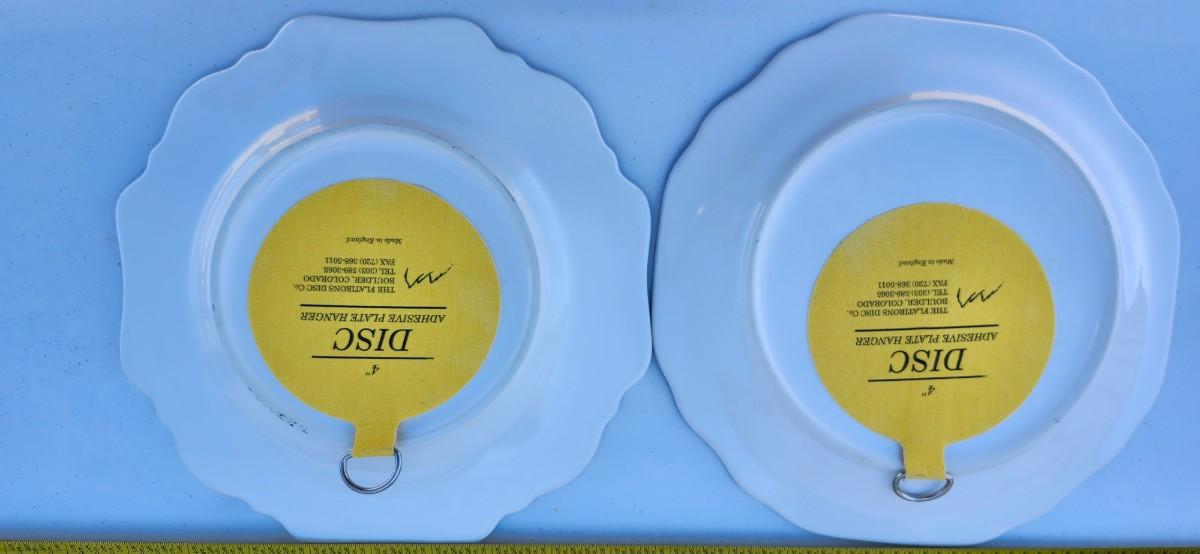 4"
DISC
ADHESIVE PLATE HANGER
THE FLATIRONS DISC Co.
BOULDER, COLORADO
TEL (303) 589-3065
FAX (720) 368-5011
Made in England
4"
DISC
ADHESIVE PLATE HANGER
THE FLATIRONS DISC Co.
BOULDER, COLORADO
TEL (303) 589-3065
FAX (720) 368-5011
Made in England